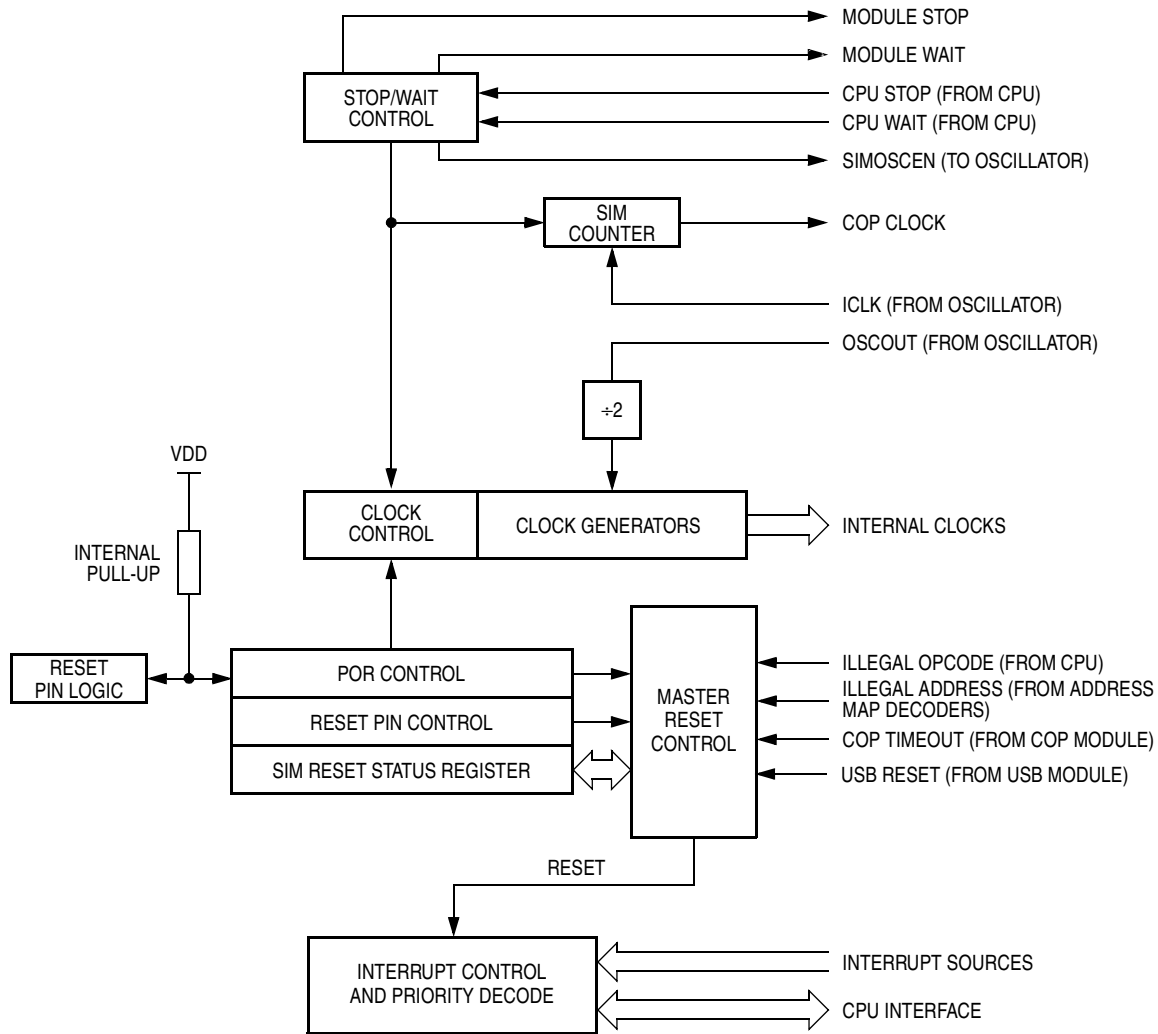 MODULE STOP
MODULE WAIT
STOP/WAIT
CONTROL
CPU STOP (FROM CPU)
CPU WAIT (FROM CPU)
SIMOSCEN (TO OSCILLATOR)
SIM
COUNTER
COP CLOCK
ICLK (FROM OSCILLATOR)
OSCOUT (FROM OSCILLATOR)
÷2
VDD
CLOCK
CONTROL
CLOCK GENERATORS
INTERNAL CLOCKS
INTERNAL
PULL-UP
RESET
PIN LOGIC
POR CONTROL
RESET PIN CONTROL
SIM RESET STATUS REGISTER
MASTER
RESET
CONTROL
ILLEGAL OPCODE (FROM CPU)
ILLEGAL ADDRESS (FROM ADDRESS
MAP DECODERS)
COP TIMEOUT (FROM COP MODULE)
USB RESET (FROM USB MODULE)
RESET
INTERRUPT CONTROL
AND PRIORITY DECODE
INTERRUPT SOURCES
CPU INTERFACE